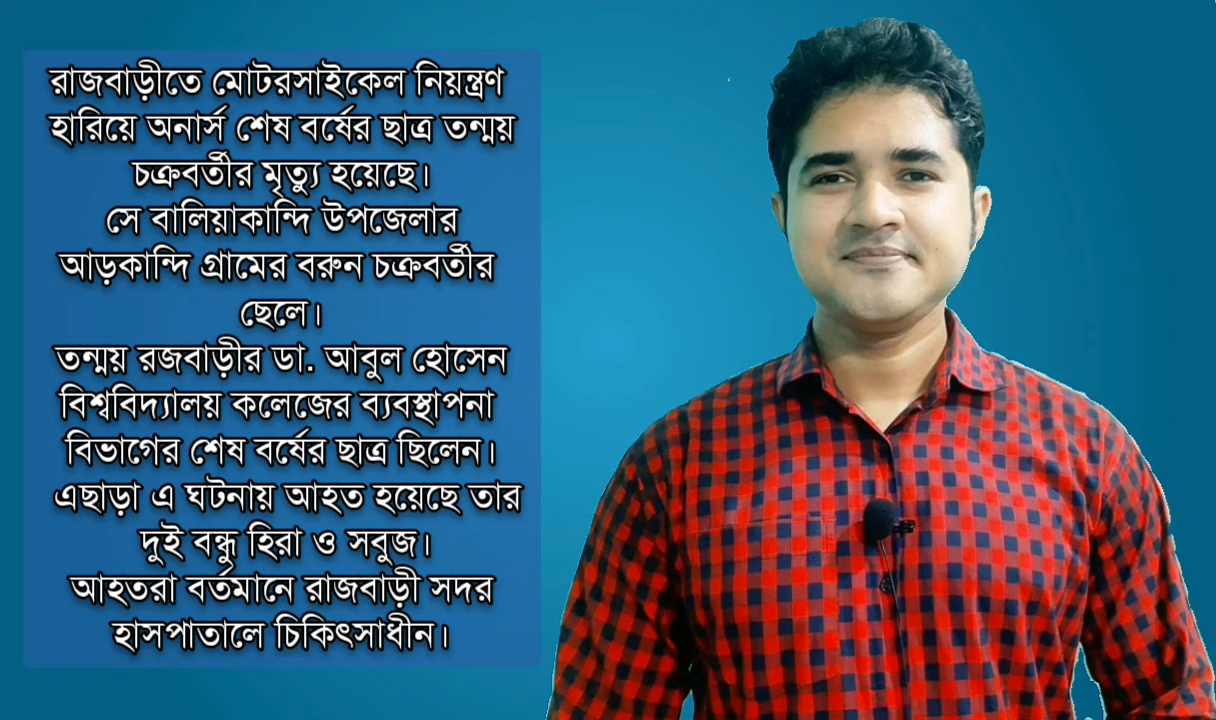 রাজবাড়ীতে মোটরসাইকেল নিয়ন্ত্রণ
হারিয়ে অনার্স শেষ বর্ষের ছাত্র তন্ময়
চক্রবর্তীর মৃত্যু হয়েছে।
সে বালিয়াকান্দি উপজেলার
আড়কান্দি গ্রামের বরুন চক্রবর্তীর
ছেলে।
তন্ময় রজবাড়ীর ডা. আবুল হোসেন
বিশ্ববিদ্যালয় কলেজের ব্যবস্থাপনা
বিভাগের শেষ বর্ষের ছাত্র ছিলেন।
এছাড়া এ ঘটনায় আহত হয়েছে তার
দুই বন্ধু হিরা ও সবুজ।
আহতরা বর্তমানে রাজবাড়ী সদর
হাসপাতালে চিকিৎসাধীন।